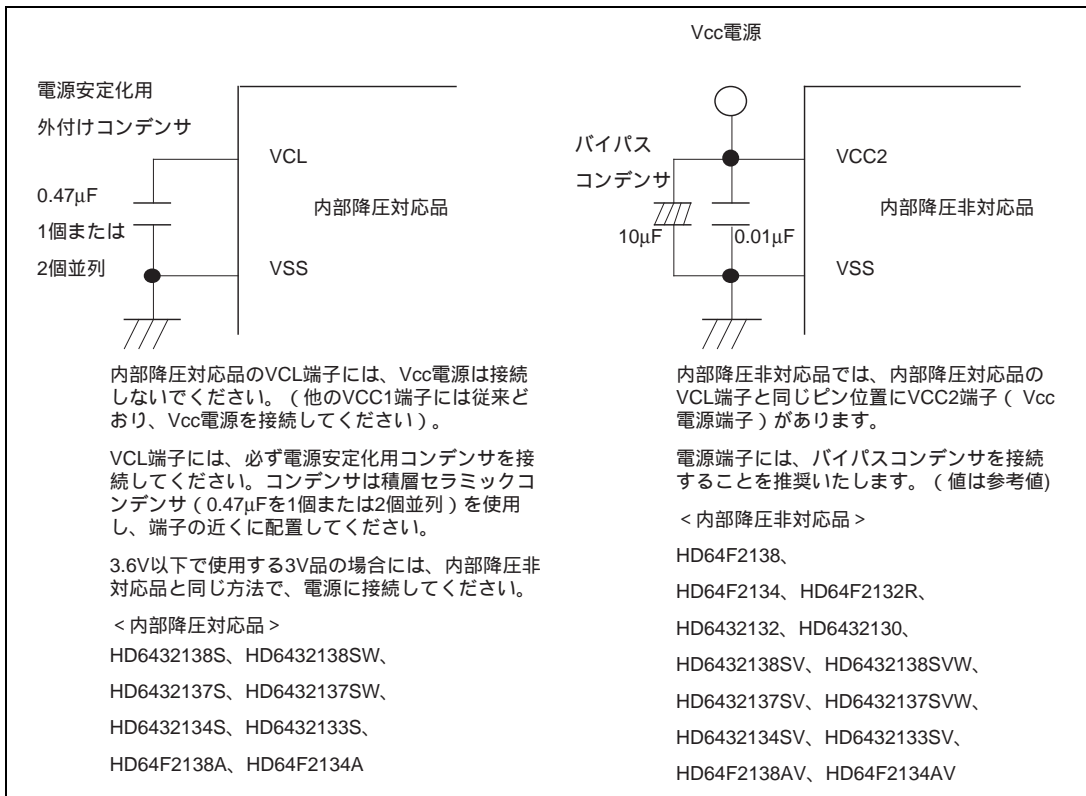 電源安定化用
外付けコンデンサ
VCL
0.47μF
1個または
2個並列
内部降圧対応品
VSS
内部降圧対応品のVCL端子には、Vcc電源は接続
しないでください。（他のVCC1端子には従来ど
おり、Vcc電源を接続してください）。
VCL端子には、必ず電源安定化用コンデンサを接
続してください。コンデンサは積層セラミックコ
ンデンサ（0.47μFを1個または2個並列）を使用
し、端子の近くに配置してください。
3.6V以下で使用する3V品の場合には、内部降圧非
対応品と同じ方法で、電源に接続してください。
＜内部降圧対応品＞
HD6432138S、HD6432138SW、
HD6432137S、HD6432137SW、
HD6432134S、HD6432133S、
HD64F2138A、HD64F2134A
Vcc電源
バイパス
コンデンサ
VCC2
内部降圧非対応品
10μF
0.01μF
VSS
内部降圧非対応品では、内部降圧対応品の
VCL端子と同じピン位置にVCC2端子（ Vcc
電源端子）があります。
電源端子には、バイパスコンデンサを接続
することを推奨いたします。（値は参考値)
＜内部降圧非対応品＞
HD64F2138、
HD64F2134、HD64F2132R、
HD6432132、HD6432130、
HD6432138SV、HD6432138SVW、
HD6432137SV、HD6432137SVW、
HD6432134SV、HD6432133SV、
HD64F2138AV、HD64F2134AV